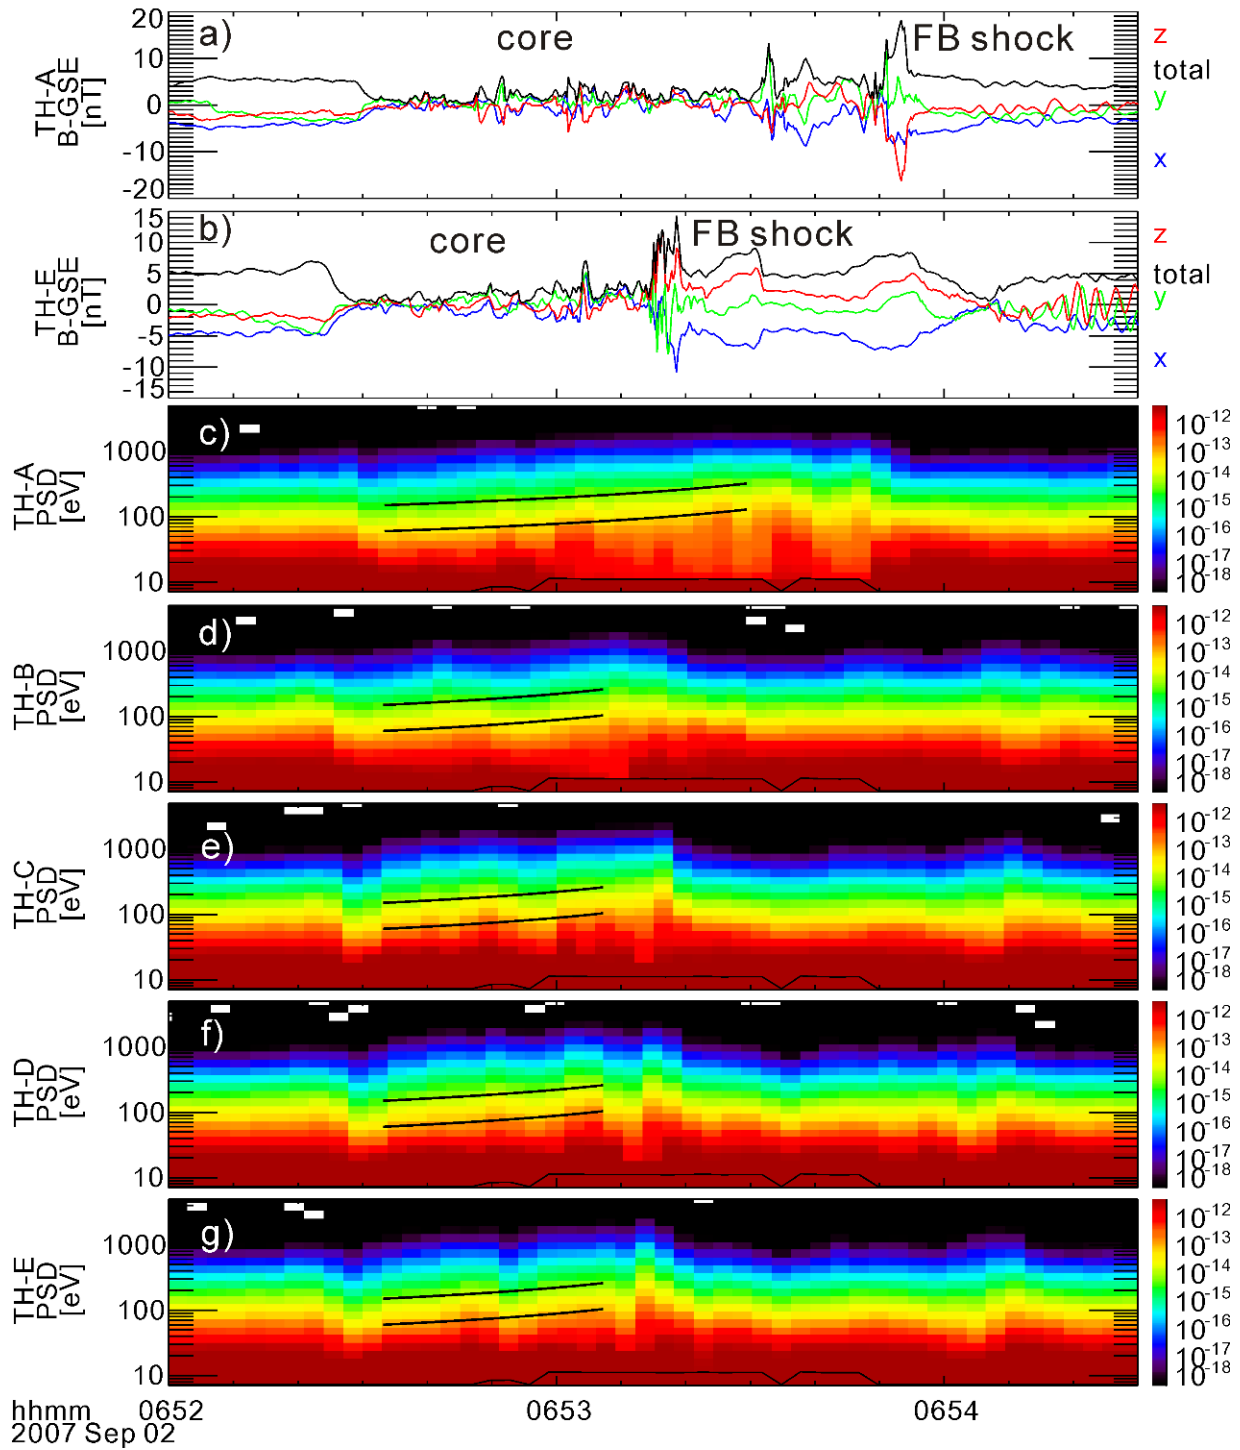 a) core FB shock
20
10
0
-10
-20
TH-A
B-GSE
[nT]
z
total
y
x
b) core FB shock
15
10
5
0
-5
-10
-15
TH-E
B-GSE
[nT]
z
total
y
x
c)
1000
100
10
TH-A
PSD
[eV]
10-12
10-13
10-14
10-15
10-16
10-17
10-18
d)
1000
100
10
TH-B
PSD
[eV]
10-12
10-13
10-14
10-15
10-16
10-17
10-18
e)
1000
100
10
TH-C
PSD
[eV]
10-12
10-13
10-14
10-15
10-16
10-17
10-18
f)
1000
100
10
TH-D
PSD
[eV]
10-12
10-13
10-14
10-15
10-16
10-17
10-18
g)
1000
100
10
TH-E
PSD
[eV]
10-12
10-13
10-14
10-15
10-16
10-17
10-18
hhmm 0652 0653 0654
2007 Sep 02